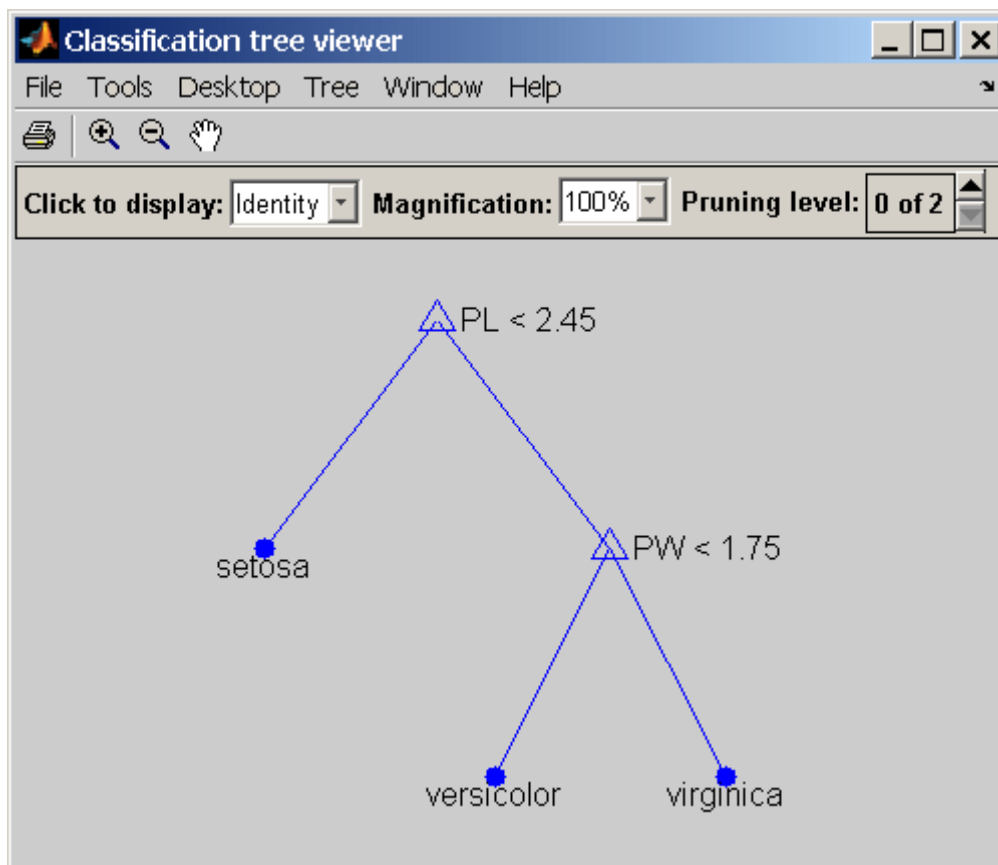 Classification tree viewer
File Tools Desktop Tree Window Help
Click to display: Identity Magnification: 100% Pruning level: 0 of 2
PL < 2.45
setosa
PW < 1.75
versicolor
virginica